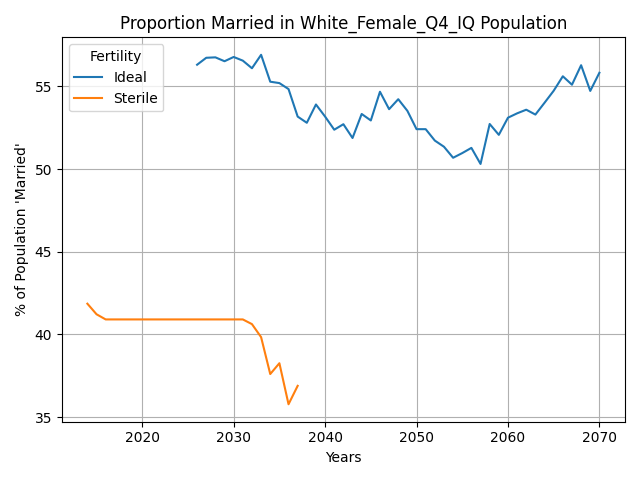 Proportion Married in White_Female_Q4_IQ Population
Fertility
Ideal
Sterile
% of Population 'Married'
55
50
45
40
35
2020
2030
2040
2050
2060
2070
Years